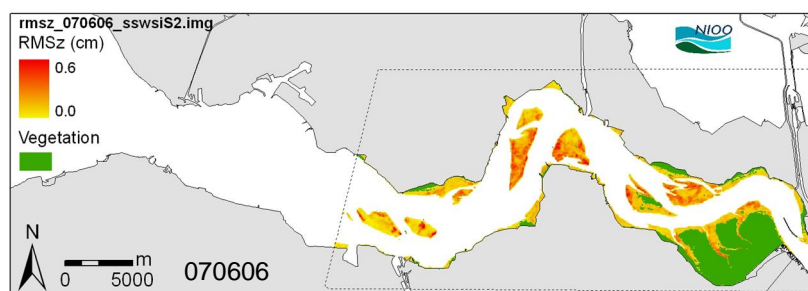 rmsz_070606_sswsiS2.img
RMSz (cm)
0.6
0.0
Vegetation
NIOO
N
0 5000 m
070606